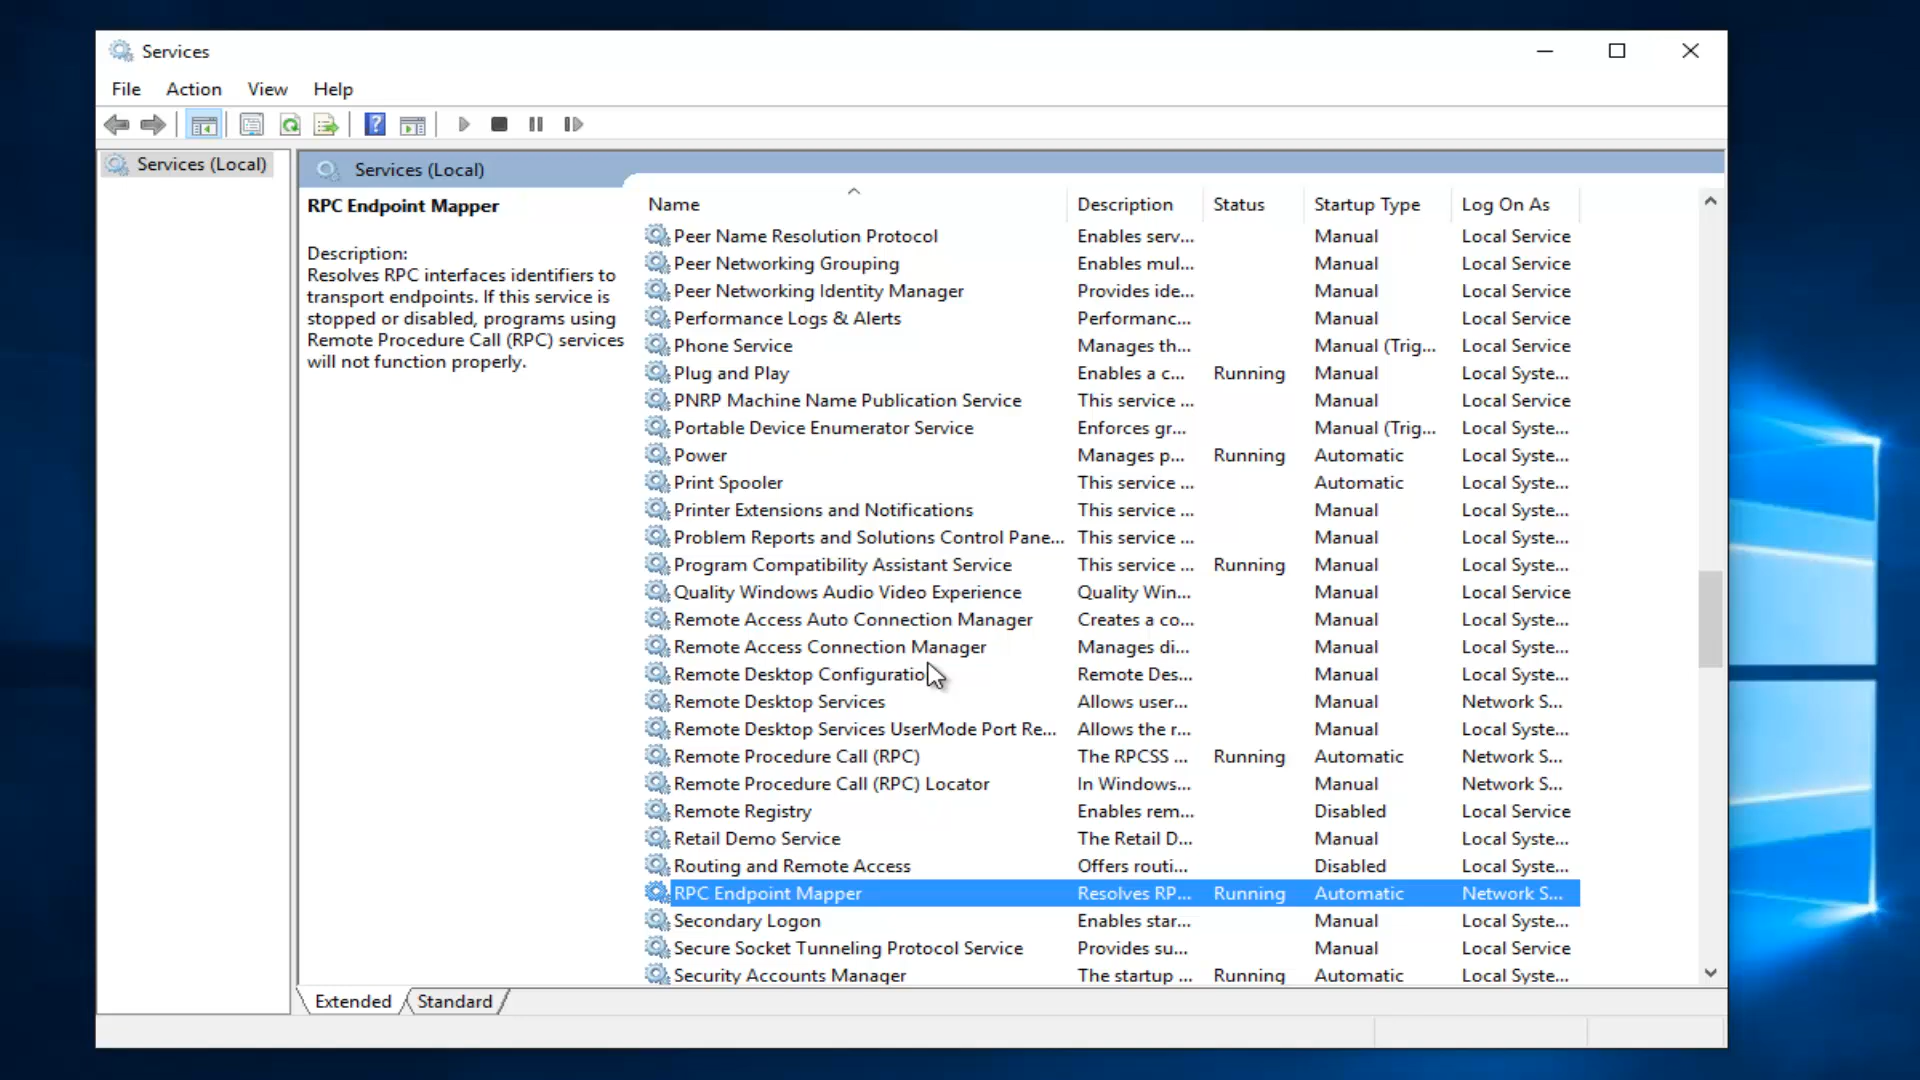 Services
File Action View Help
Services (Local)
Services (Local)
RPC Endpoint Mapper
Description:
Resolves RPC interfaces identifiers to
transport endpoints. If this service is
stopped or disabled, programs using
Remote Procedure Call (RPC) services
will not function properly.
Name Description Status Startup Type Log On As
Peer Name Resolution Protocol Enables serv... Manual Local Service
Peer Networking Grouping Enables mul... Manual Local Service
Peer Networking Identity Manager Provides ide... Manual Local Service
Performance Logs & Alerts Performanc... Manual Local Service
Phone Service Manages th... Manual (Trig... Local Service
Plug and Play Enables a c... Running Manual Local Syste...
PNRP Machine Name Publication Service This service ... Manual Local Service
Portable Device Enumerator Service Enforces gr... Manual (Trig... Local Syste...
Power Manages p... Running Automatic Local Syste...
Print Spooler This service ... Automatic Local Syste...
Printer Extensions and Notifications This service ... Manual Local Syste...
Problem Reports and Solutions Control Pane... This service ... Manual Local Syste...
Program Compatibility Assistant Service This service ... Running Manual Local Syste...
Quality Windows Audio Video Experience Quality Win... Manual Local Service
Remote Access Auto Connection Manager Creates a co... Manual Local Syste...
Remote Access Connection Manager Manages di... Manual Local Syste...
Remote Desktop Configuratio Remote Des... Manual Local Syste...
Remote Desktop Services Allows user... Manual Network S...
Remote Desktop Services UserMode Port Re... Allows the r... Manual Local Syste...
Remote Procedure Call (RPC) The RPCSS ... Running Automatic Network S...
Remote Procedure Call (RPC) Locator In Windows... Manual Network S...
Remote Registry Enables rem... Disabled Local Service
Retail Demo Service The Retail D... Manual Local Syste...
Routing and Remote Access Offers routi... Disabled Local Syste...
RPC Endpoint Mapper Resolves RP... Running Automatic Network S...
Secondary Logon Enables star... Manual Local Syste...
Secure Socket Tunneling Protocol Service Provides su... Manual Local Service
Security Accounts Manager The startup ... Running Automatic Local Syste...
Extended Standard